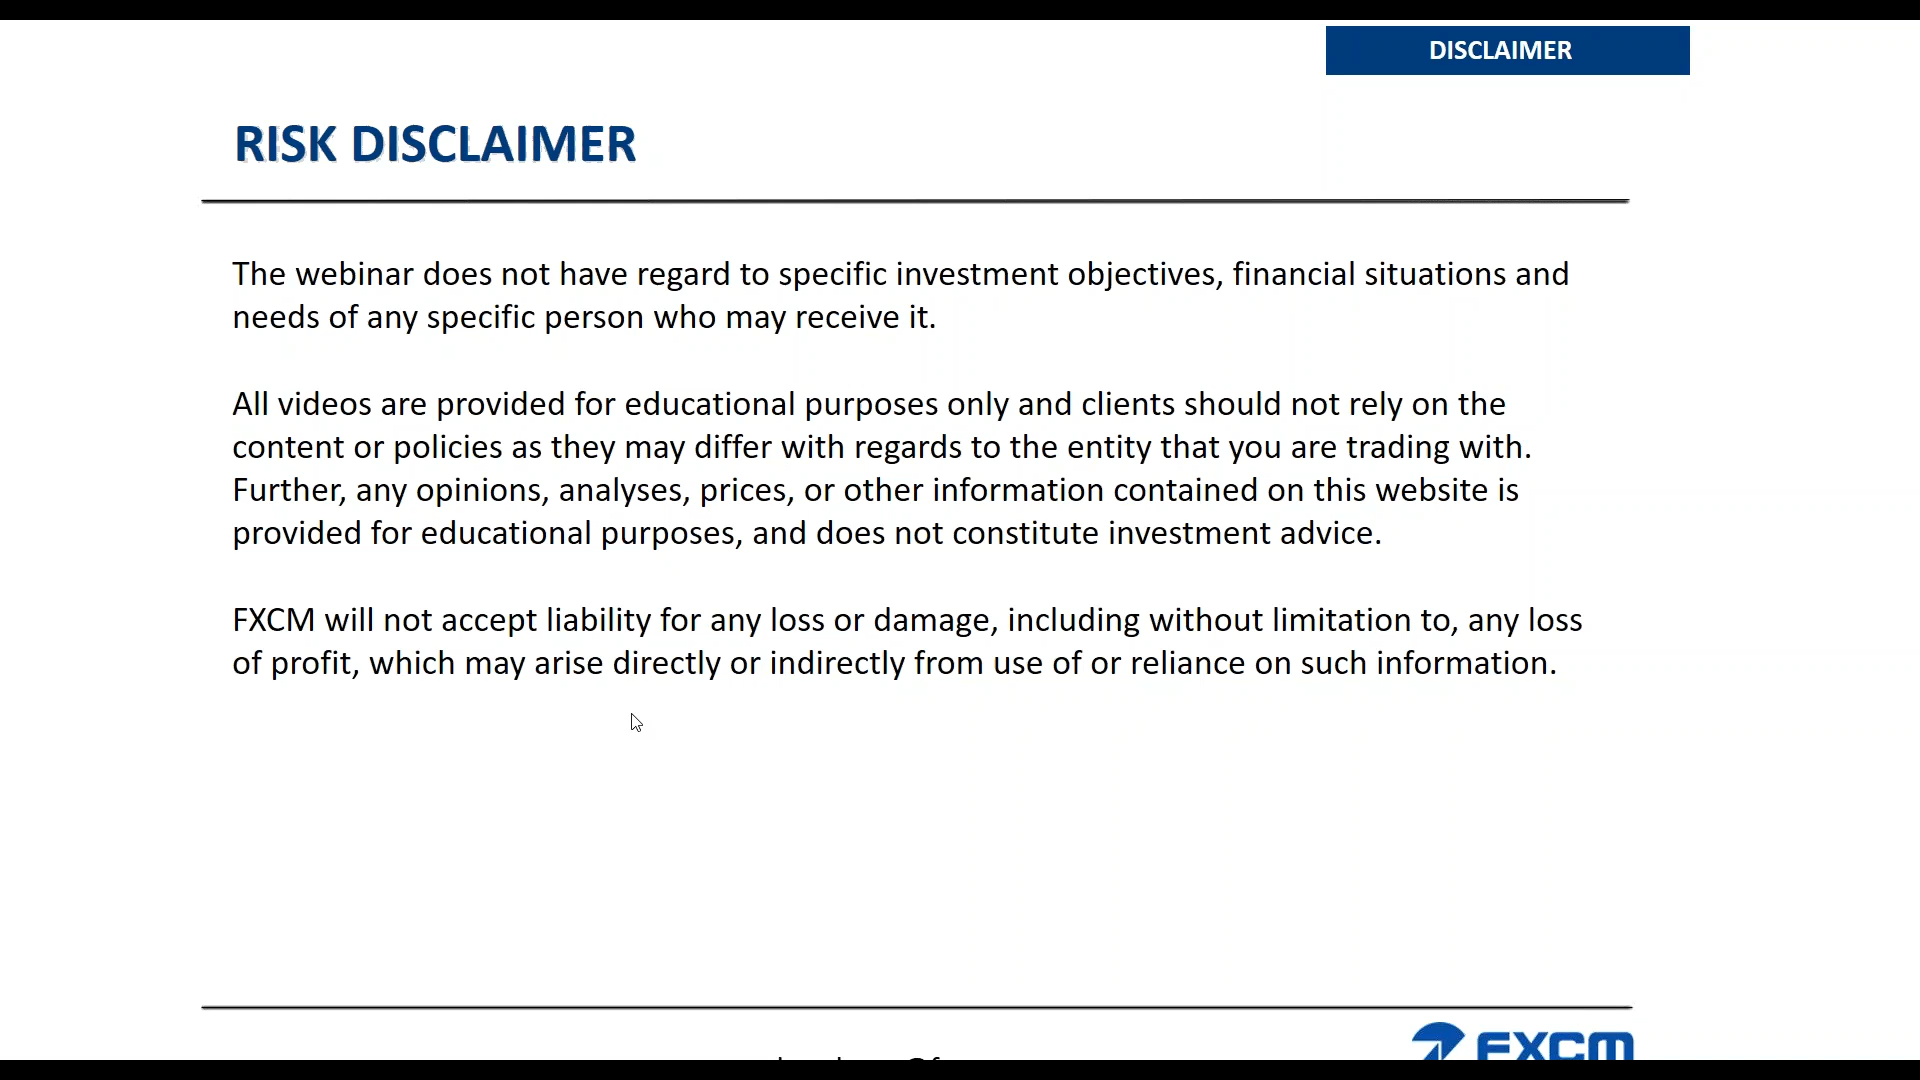 DISCLAIMER
RISK DISCLAIMER
The webinar does not have regard to specific investment objectives, financial situations and
needs of any specific person who may receive it.
All videos are provided for educational purposes only and clients should not rely on the
content or policies as they may differ with regards to the entity that you are trading with.
Further, any opinions, analyses, prices, or other information contained on this website is
provided for educational purposes, and does not constitute investment advice.
FXCM will not accept liability for any loss or damage, including without limitation to, any loss
of profit, which may arise directly or indirectly from use of or reliance on such information.
FXCM